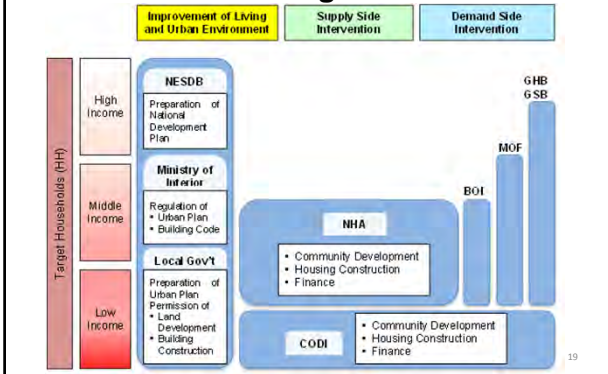 Improvement of Living
and Urban Environment
Supply Side
Intervention
Demand Side
Intervention
Target Households (HH)
High
Income
Middle
Income
Low
Income
NESDB
Preparation of
National
Development
Plan
Ministry of
Interior
Regulation of
• Urban Plan
• Building Code
Local Gov't
Preparation of
Urban Plan
Permission of
• Land
Development
• Building
Construction
NHA
• Community Development
• Housing Construction
• Finance
CODI
• Community Development
• Housing Construction
• Finance
BOI
MOF
GHB
GSB
19